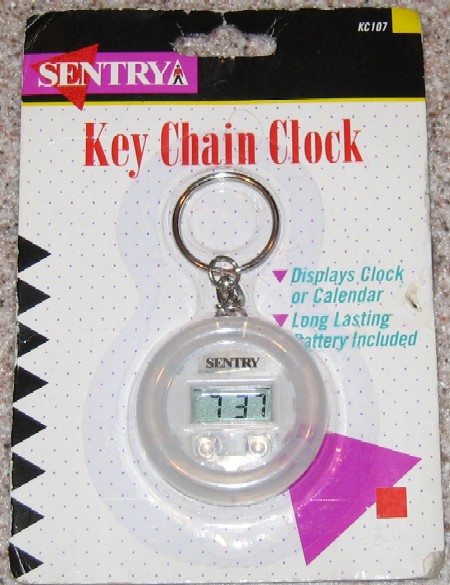 KC107
SENTRY
Key Chain Clock
Displays Clock
or Calendar
Long Lasting
Battery Included
SENTRY
7 37